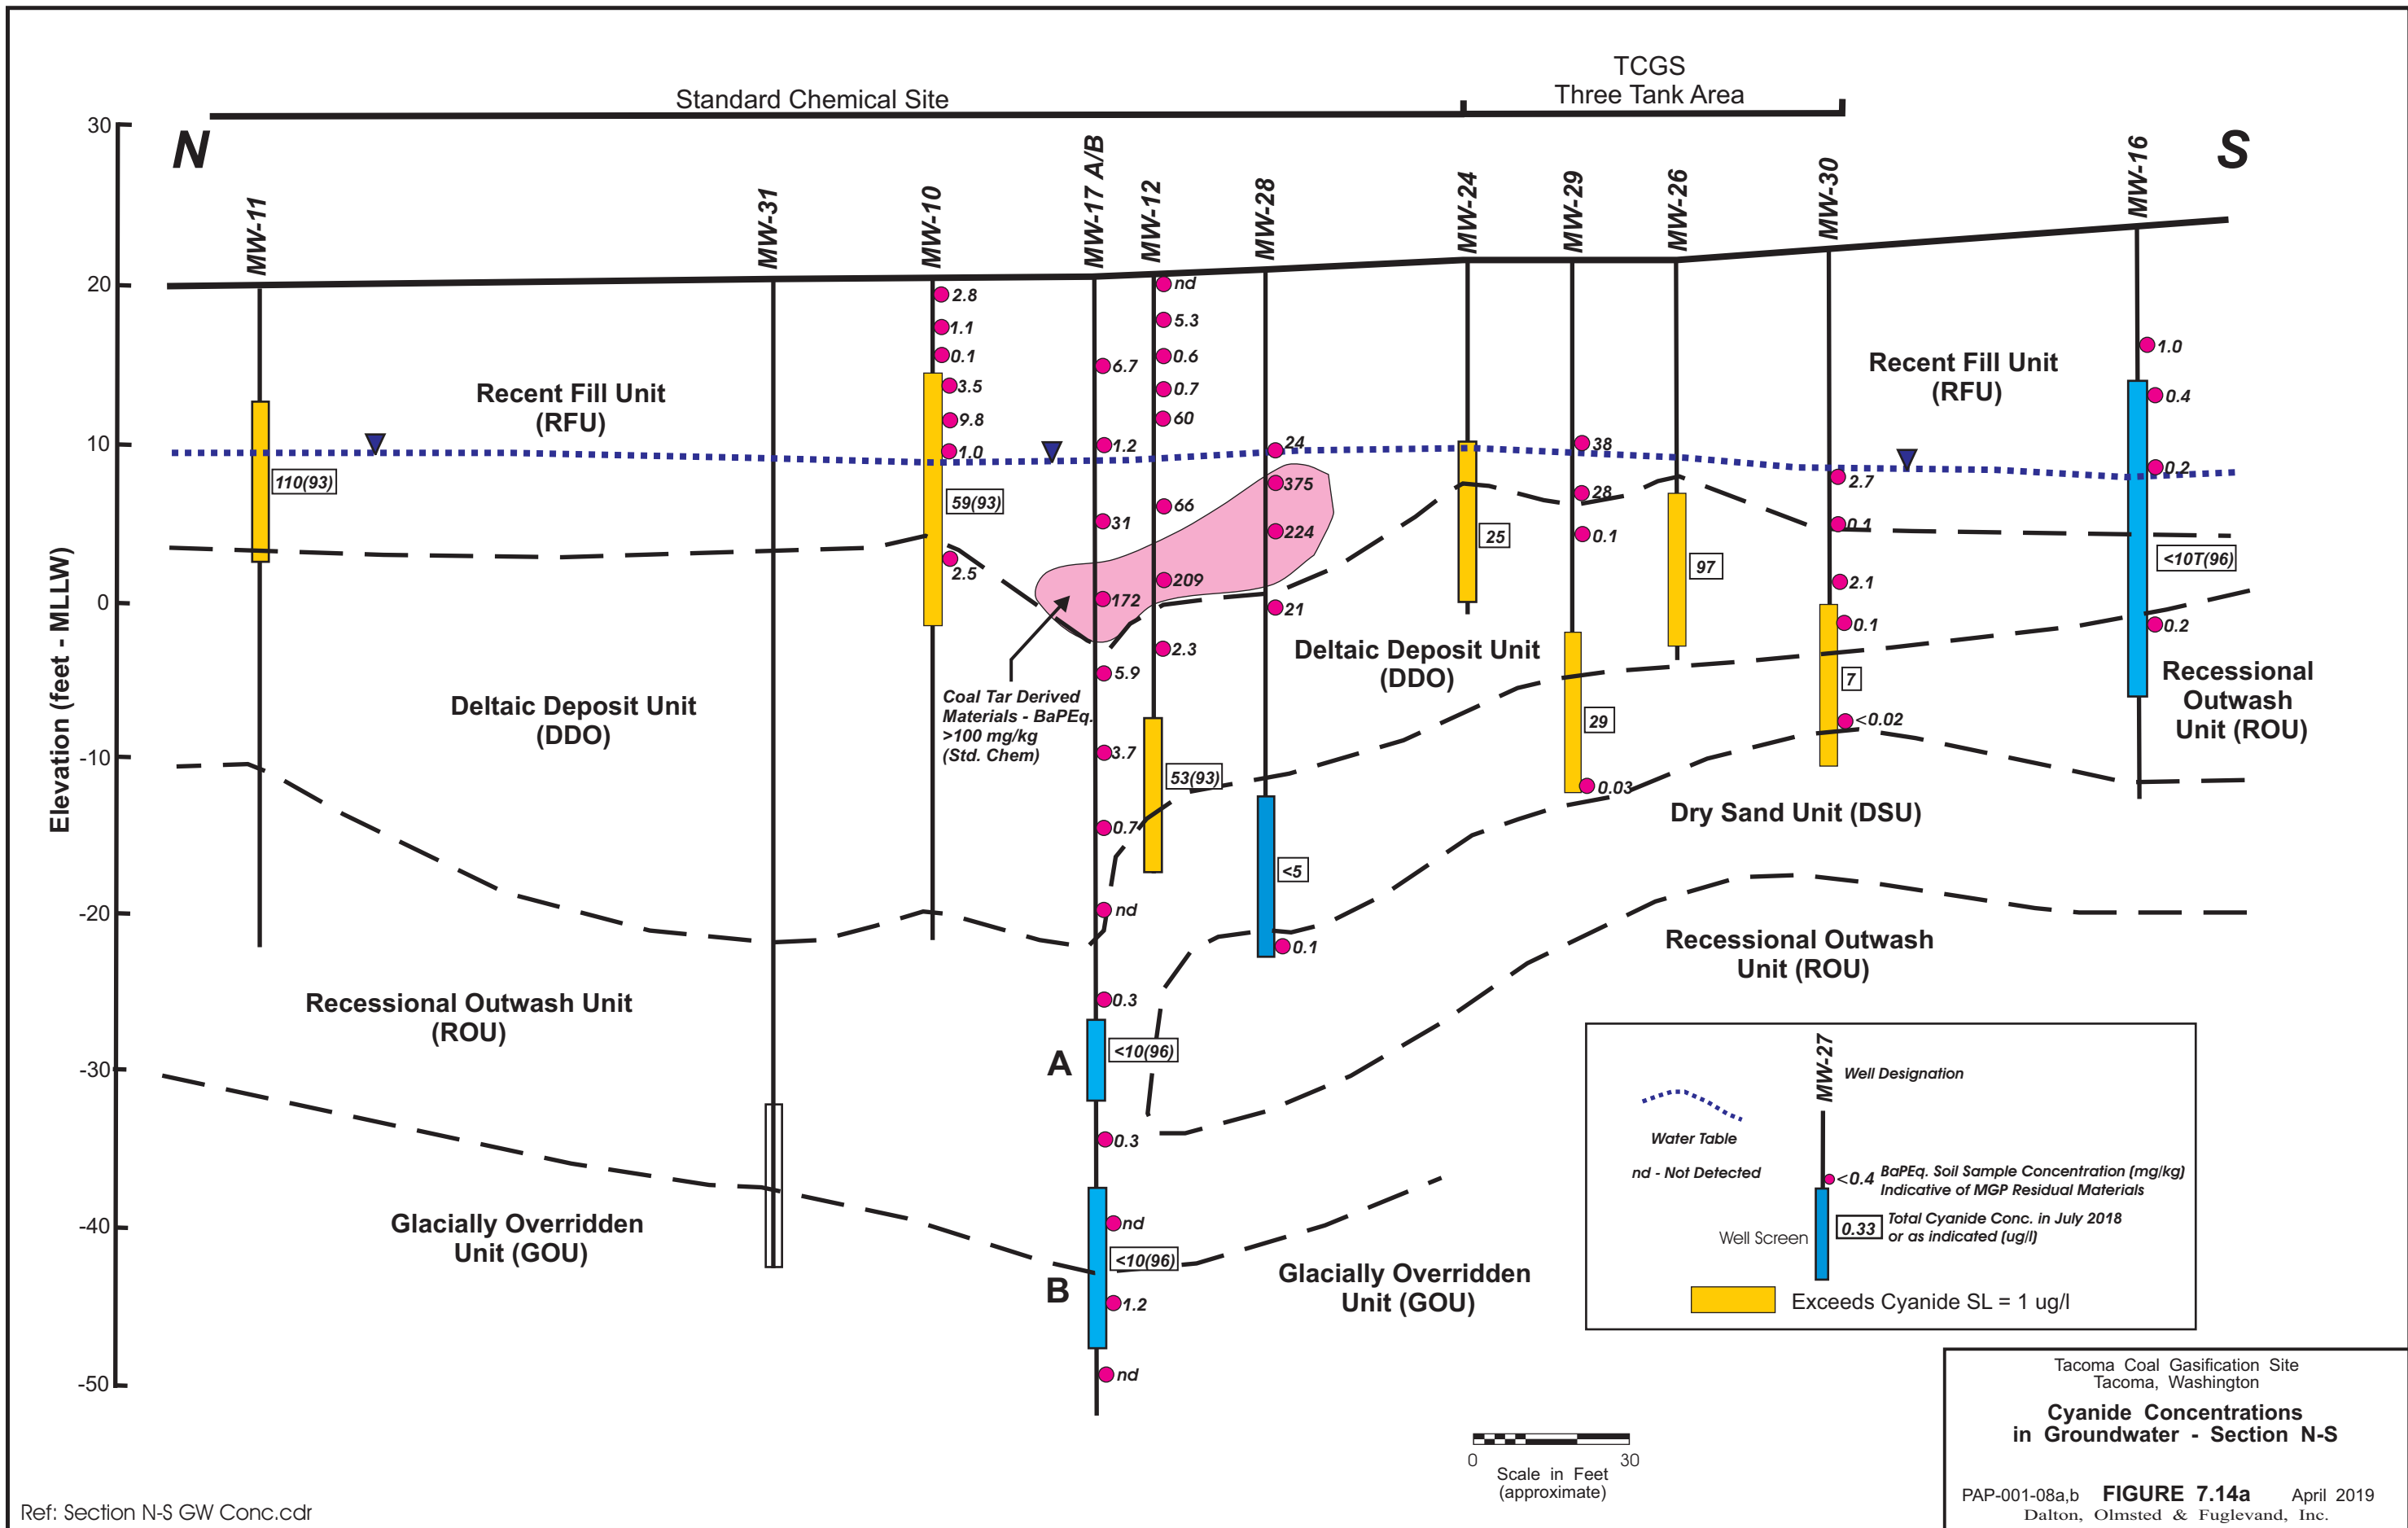 TCGS
Standard Chemical Site
Three Tank Area
30
N
S
MW-11
MW-31
MW-10
MW-17 A/B
MW-12
MW-28
MW-24
MW-29
MW-26
MW-30
MW-16
20
10
0
-10
-20
-30
-40
-50
Elevation (feet - MLLW)
Recent Fill Unit
(RFU)
Recent Fill Unit
(RFU)
110(93)
2.8
1.1
0.1
3.5
9.8
1.0
59(93)
2.5
6.7
1.2
31
172
5.9
3.7
0.7
nd
0.3
<10(96)
0.3
nd
<10(96)
1.2
nd
A
B
nd
5.3
0.6
0.7
60
66
209
2.3
53(93)
24
375
224
21
<5
0.1
25
38
28
0.1
29
0.03
97
2.7
0.1
2.1
0.1
7
<0.02
1.0
0.4
0.2
<10T(96)
0.2
Coal Tar Derived
Materials - BaPEq.
>100 mg/kg
(Std. Chem)
Deltaic Deposit Unit
(DDO)
Deltaic Deposit Unit
(DDO)
Recessional
Outwash
Unit (ROU)
Dry Sand Unit (DSU)
Recessional Outwash Unit
(ROU)
Recessional Outwash
Unit (ROU)
Glacially Overridden
Unit (GOU)
Glacially Overridden
Unit (GOU)
MW-27
Well Designation
Water Table
nd - Not Detected
<0.4
BaPEq. Soil Sample Concentration (mg/kg)
Indicative of MGP Residual Materials
Well Screen
0.33
Total Cyanide Conc. in July 2018
or as indicated (ug/l)
Exceeds Cyanide SL = 1 ug/l
0
30
Scale in Feet
(approximate)
Tacoma Coal Gasification Site
Tacoma, Washington
Cyanide Concentrations
in Groundwater - Section N-S
PAP-001-08a,b FIGURE 7.14a April 2019
Dalton, Olmsted & Fuglevand, Inc.
Ref: Section N-S GW Conc.cdr